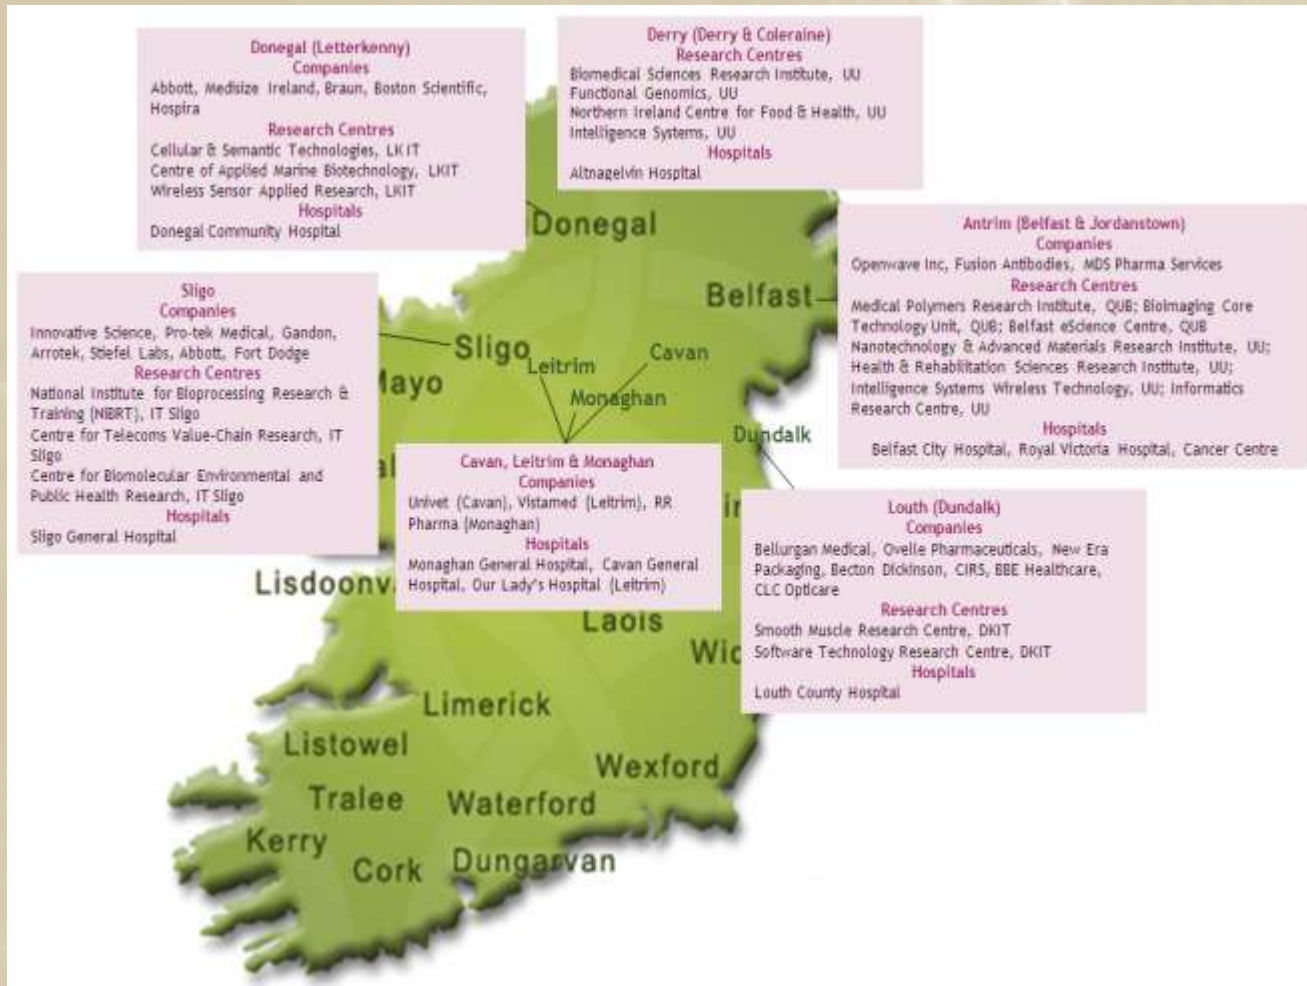 Donegal (Letterkenny)
Companies
Abbott, Medisize Ireland, Braun, Boston Scientific,
Hospira
Research Centres
Cellular & Semantic Technologies, LKIT
Centre of Applied Marine Biotechnology, LKIT
Wireless Sensor Applied Research, LKIT
Hospitals
Donegal Community Hospital
Derry (Derry & Coleraine)
Research Centres
Biomedical Sciences Research Institute, UU
Functional Genomics, UU
Northern Ireland Centre for Food & Health, UU
Intelligence Systems, UU
Hospitals
Altnagelvin Hospital
Donegal
Antrim (Belfast & Jordanstown)
Companies
Openwave Inc, Fusion Antibodies, MDS Pharma Services
Research Centres
Medical Polymers Research Institute, QUB; Bioimaging Core
Technology Unit, QUB; Belfast eScience Centre, QUB
Nanotechnology & Advanced Materials Research Institute, UU;
Health & Rehabilitation Sciences Research Institute, UU;
Intelligence Systems Wireless Technology, UU; Informatics
Research Centre, UU
Hospitals
Belfast City Hospital, Royal Victoria Hospital, Cancer Centre
Belfast
Sligo
Companies
Innovative Science, Pro-tek Medical, Gandon,
Arrotek, Stiefel Labs, Abbott, Fort Dodge
Research Centres
National Institute for Bioprocessing Research &
Training (NIBRT), IT Sligo
Centre for Telecoms Value-Chain Research, IT
Sligo
Centre for Biomolecular Environmental and
Public Health Research, IT Sligo
Hospitals
Sligo General Hospital
Sligo
Leitrim
Cavan
Mayo
Monaghan
Dundalk
Cavan, Leitrim & Monaghan
Companies
Univet (Cavan), Vistamed (Leitrim), RR
Pharma (Monaghan)
Hospitals
Monaghan General Hospital, Cavan General
Hospital, Our Lady's Hospital (Leitrim)
Louth (Dundalk)
Companies
Bellurgan Medical, Ovelle Pharmaceuticals, New Era
Packaging, Becton Dickinson, CIRS, BBE Healthcare,
CLC Opticare
Research Centres
Smooth Muscle Research Centre, DKIT
Software Technology Research Centre, DKIT
Hospitals
Louth County Hospital
Lisdoonv
Laois
Wic
Limerick
Listowel
Wexford
Tralee
Waterford
Kerry
Cork
Dungarvan